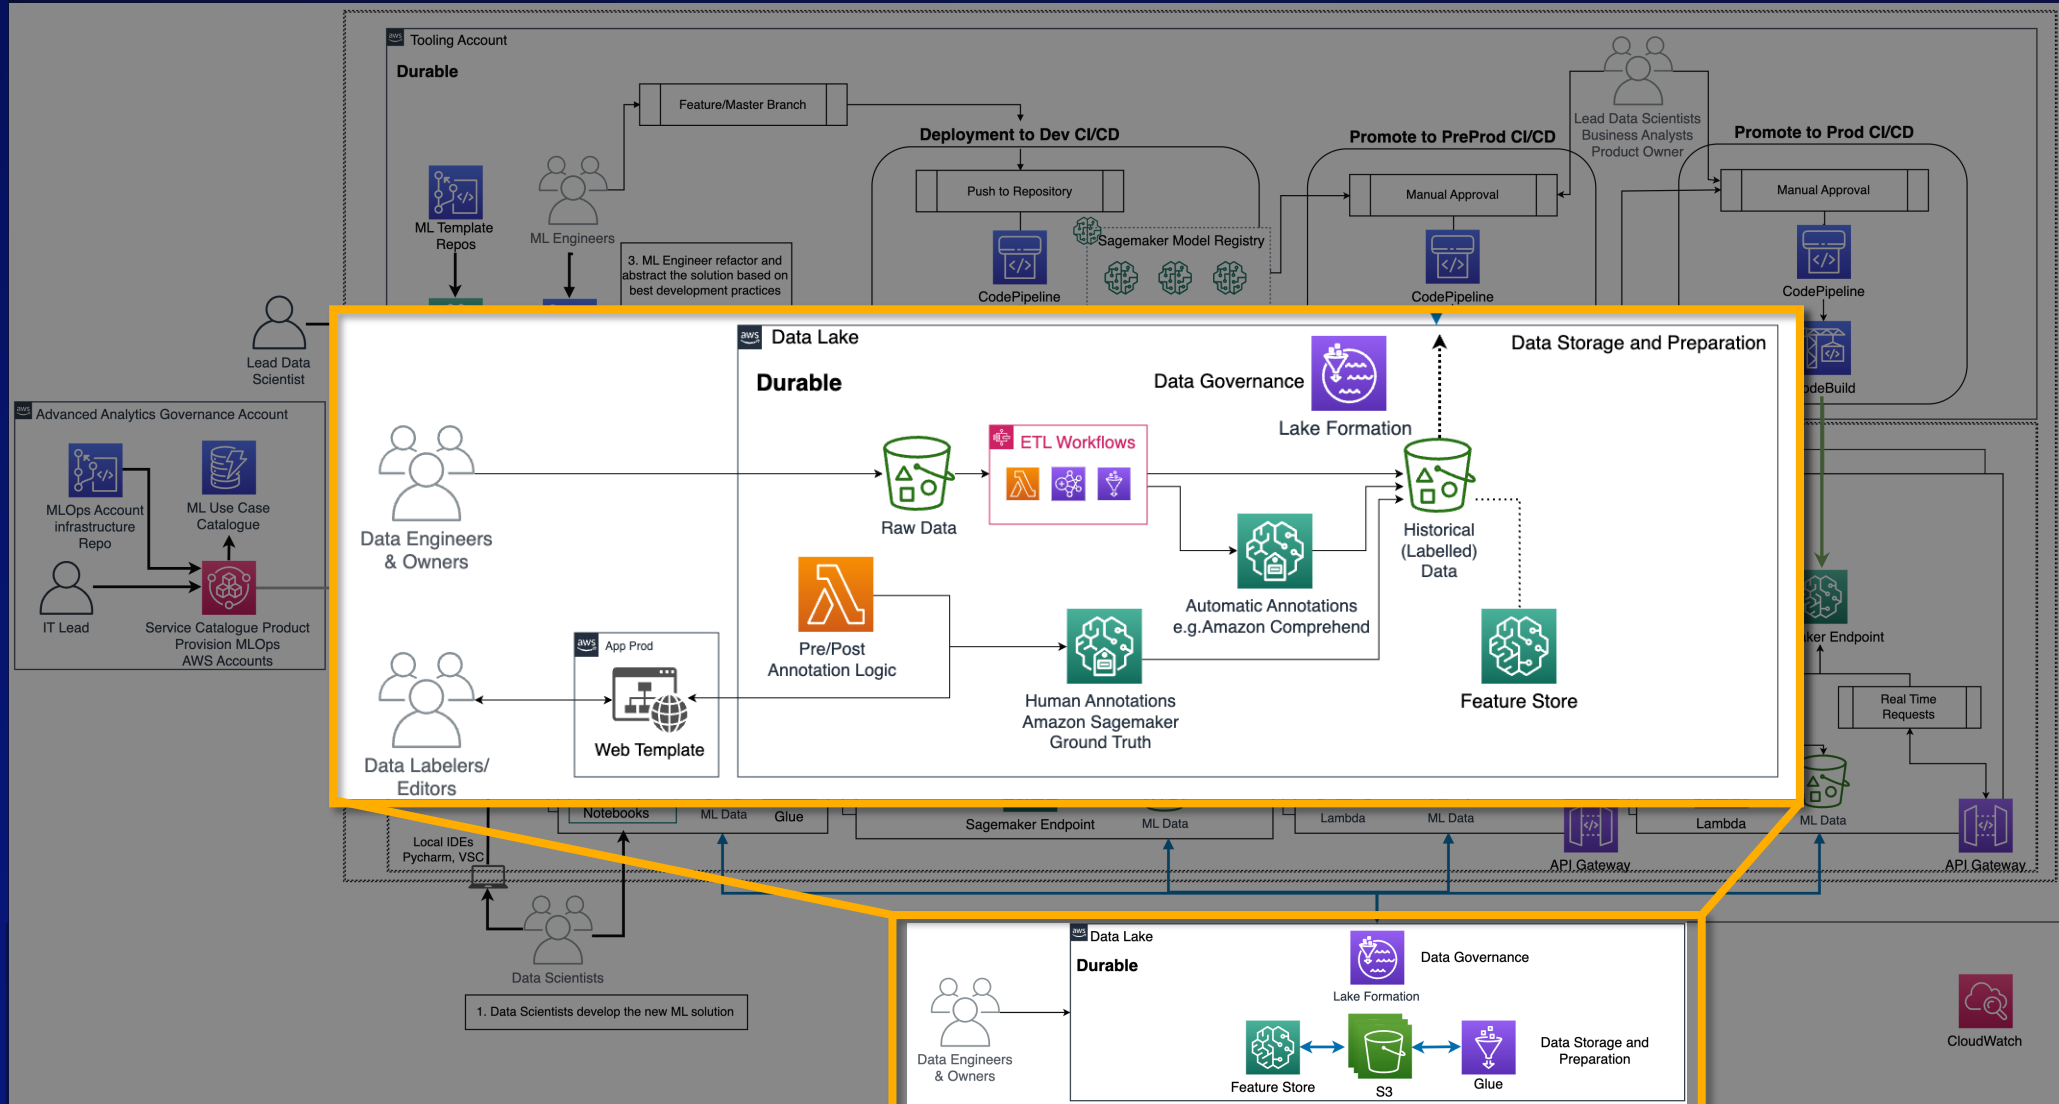 aws Tooling Account
Durable
Feature/Master Branch
Deployment to Dev CI/CD
Push to Repository
Sagemaker Model Registry
CodePipeline
ML Template
Repos
ML Engineers
3. ML Engineer refactor and
abstract the solution based on
best development practices
Promote to PreProd CI/CD
Manual Approval
CodePipeline
Lead Data Scientists
Business Analysts
Product Owner
Promote to Prod CI/CD
Manual Approval
CodePipeline
odeBuild
Lead Data
Scientist
aws Advanced Analytics Governance Account
MLOps Account
infrastructure
Repo
ML Use Case
Catalogue
IT Lead
Service Catalogue Product
Provision MLOps
AWS Accounts
aws Data Lake
Durable
Data Storage and Preparation
Data Governance
Lake Formation
Data Engineers
& Owners
Raw Data
ETL Workflows
Historical
(Labelled)
Data
Automatic Annotations
e.g.Amazon Comprehend
Pre/Post
Annotation Logic
Human Annotations
Amazon Sagemaker
Ground Truth
Feature Store
aws App Prod
Web Template
Data Labelers/
Editors
ker Endpoint
Real Time
Requests
Notebooks
ML Data
Glue
Sagemaker Endpoint
ML Data
Lambda
ML Data
API Gateway
Lambda
ML Data
API Gateway
Local IDEs
Pycharm, VSC
Data Scientists
1. Data Scientists develop the new ML solution
aws Data Lake
Durable
Data Governance
Lake Formation
Data Engineers
& Owners
Feature Store
S3
Glue
Data Storage and
Preparation
CloudWatch